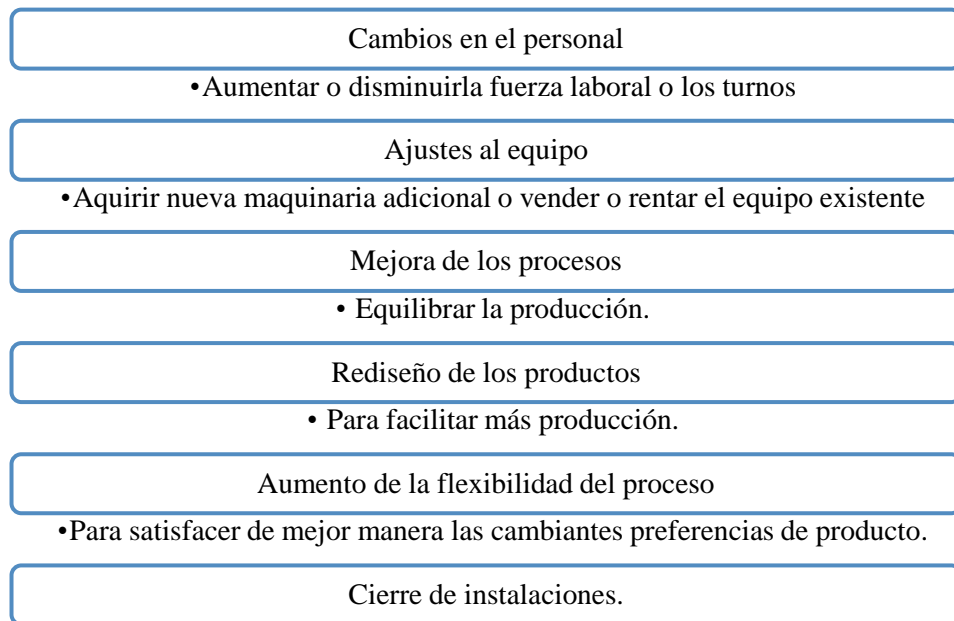 Cambios en el personal
•Aumentar o disminuirla fuerza laboral o los turnos
Ajustes al equipo
•Aquirir nueva maquinaria adicional o vender o rentar el equipo existente
Mejora de los procesos
• Equilibrar la producción.
Rediseño de los productos
• Para facilitar más producción.
Aumento de la flexibilidad del proceso
•Para satisfacer de mejor manera las cambiantes preferencias de producto.
Cierre de instalaciones.